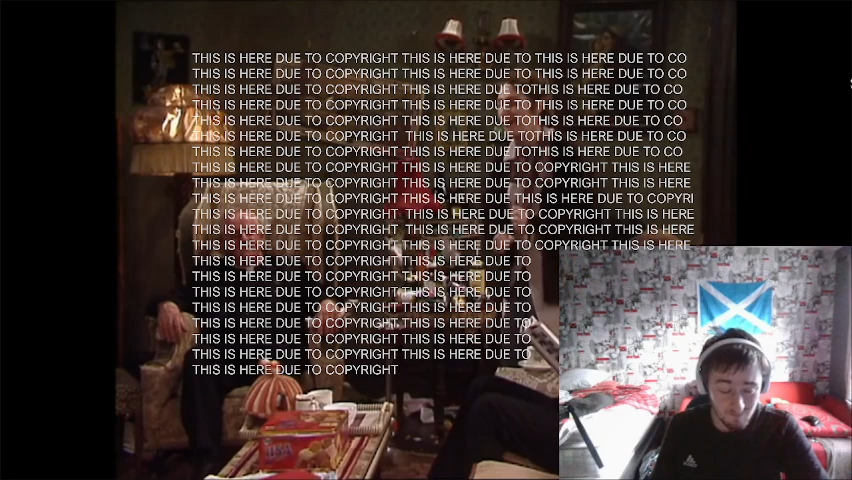 THIS IS HERE DUE TO COPYRIGHT THIS IS HERE DUE TO THIS IS HERE DUE TO CO
THIS IS HERE DUE TO COPYRIGHT THIS IS HERE DUE TO THIS IS HERE DUE TO CO
THIS IS HERE DUE TO COPYRIGHT THIS IS HERE DUE TOTHIS IS HERE DUE TO CO
THIS IS HERE DUE TO COPYRIGHT THIS IS HERE DUE TOTHIS IS HERE DUE TO CO
THIS IS HERE DUE TO COPYRIGHT THIS IS HERE DUE TOTHIS IS HERE DUE TO CO
THIS IS HERE DUE TO COPYRIGHT  THIS IS HERE DUE TOTHIS IS HERE DUE TO CO
THIS IS HERE DUE TO COPYRIGHT THIS IS HERE DUE TOTHIS IS HERE DUE TO CO
THIS IS HERE DUE TO COPYRIGHT THIS IS HERE DUE TO COPYRIGHT THIS IS HERE
THIS IS HERE DUE TO COPYRIGHT THIS IS HERE DUE TO COPYRIGHT THIS IS HERE
THIS IS HERE DUE TO COPYRIGHT THIS IS HERE DUE THIS IS HERE DUE TO COPYRI
THIS IS HERE DUE TO COPYRIGHT  THIS IS HERE DUE TO COPYRIGHT THIS IS HERE
THIS IS HERE DUE TO COPYRIGHT  THIS IS HERE DUE TO COPYRIGHT THIS IS HERE
THIS IS HERE DUE TO COPYRIGHT THIS IS HERE DUE TO COPYRIGHT THIS IS HERE
THIS IS HERE DUE TO COPYRIGHT THIS IS HERE DUE TO
THIS IS HERE DUE TO COPYRIGHT THIS IS HERE DUE TO
THIS IS HERE DUE TO COPYRIGHT THIS IS HERE DUE TO
THIS IS HERE DUE TO COPYRIGHT THIS IS HERE DUE TO
THIS IS HERE DUE TO COPYRIGHT THIS IS HERE DUE TO
THIS IS HERE DUE TO COPYRIGHT THIS IS HERE DUE TO
THIS IS HERE DUE TO COPYRIGHT THIS IS HERE DUE TO
THIS IS HERE DUE TO COPYRIGHT
USA